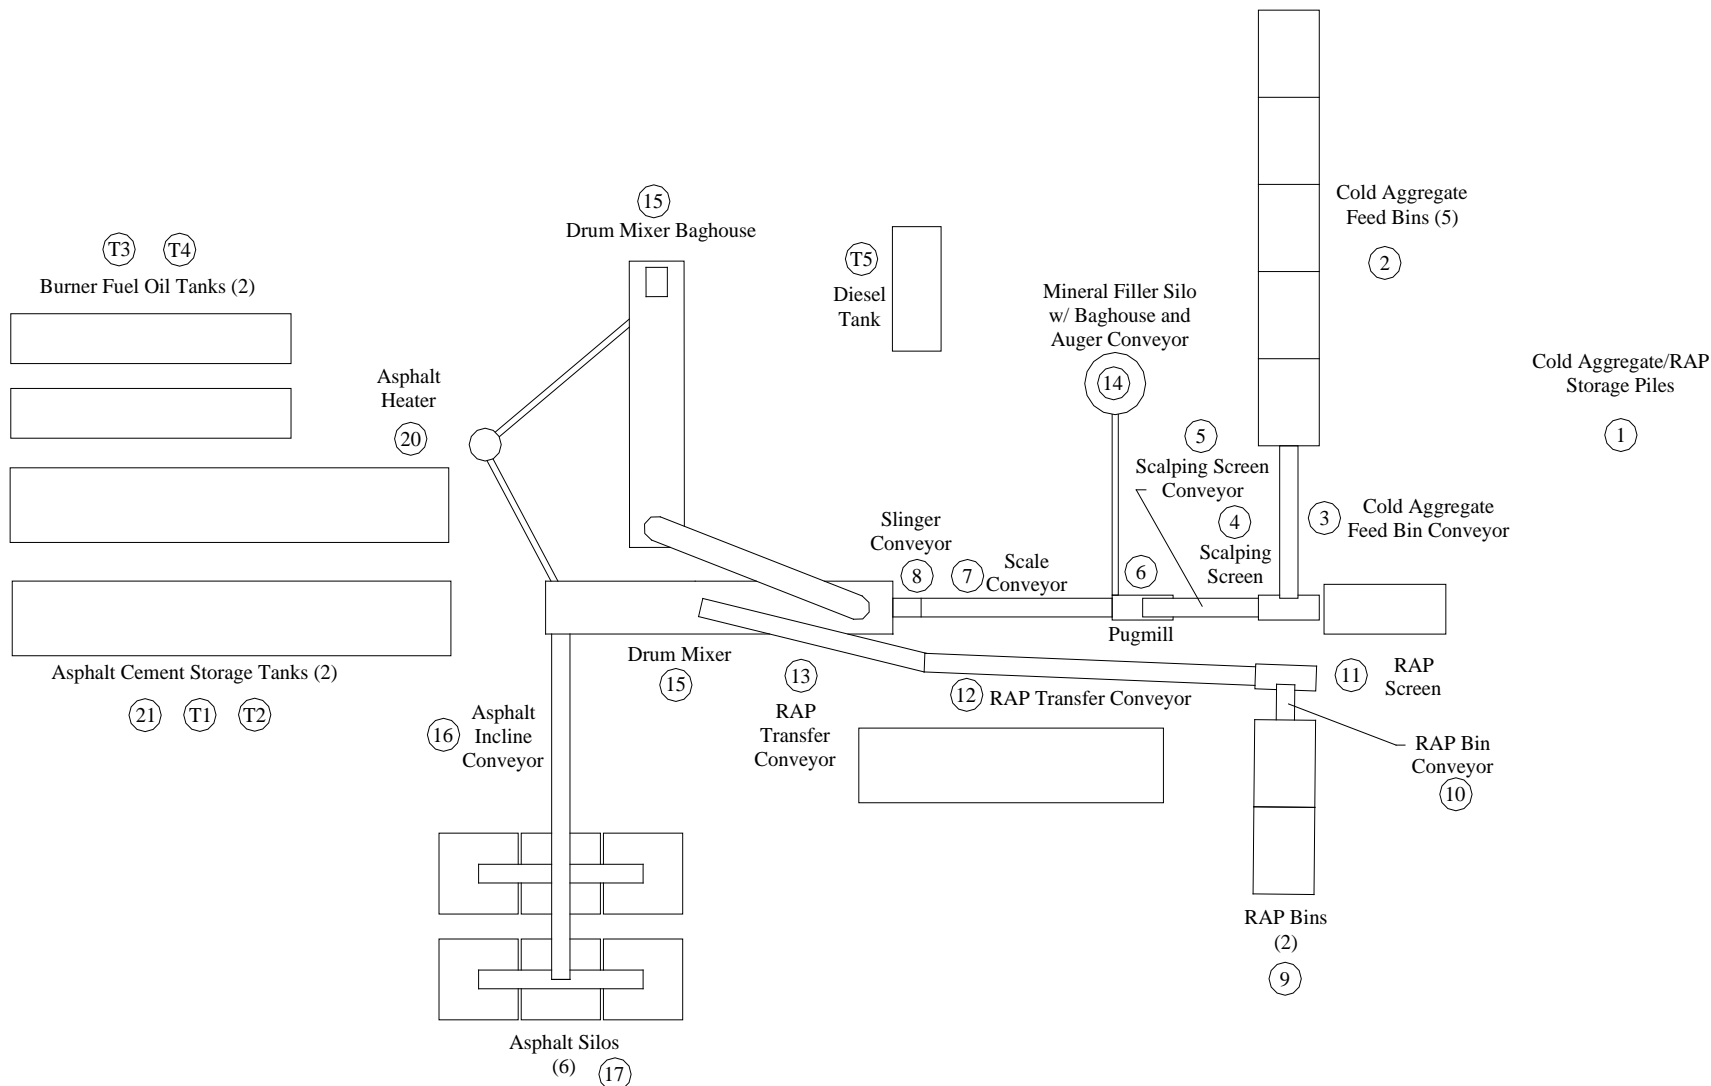 15
Drum Mixer Baghouse
T3
T4
Burner Fuel Oil Tanks (2)
T5
Diesel
Tank
Mineral Filler Silo
w/ Baghouse and
Auger Conveyor
14
Cold Aggregate
Feed Bins (5)
2
Cold Aggregate/RAP
Storage Piles
1
Asphalt
Heater
20
5
Scalping Screen
Conveyor
4
Scalping
Screen
3
Cold Aggregate
Feed Bin Conveyor
Slinger
Conveyor
8
7
Scale
Conveyor
6
Pugmill
Asphalt Cement Storage Tanks (2)
21
T1
T2
Drum Mixer
15
13
RAP
Transfer
Conveyor
12
RAP Transfer Conveyor
11
RAP
Screen
16
Asphalt
Incline
Conveyor
RAP Bin
Conveyor
10
RAP Bins
(2)
9
Asphalt Silos
(6)
17